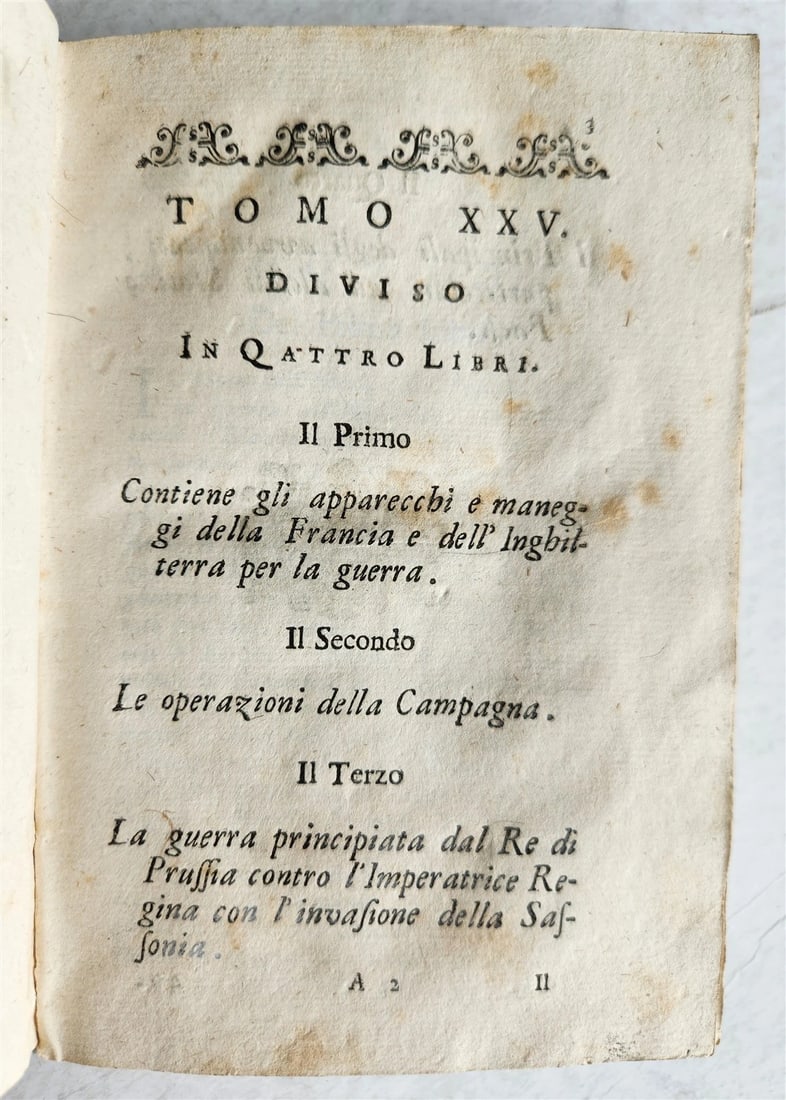 3
TOMO XXV.
DIVISO
IN QATTRO LIBRI.
Il Primo
Contiene gli apparecchi e maneg-
gi della Francia e dell' Inghil-
terra per la guerra.
Il Secondo
Le operazioni della Campagna.
Il Terzo
La guerra principiata dal Re di
Pruſſia contro l'Imperatrice Re-
gina con l'invaſione della Saſ-
ſonia.
A 2 Il